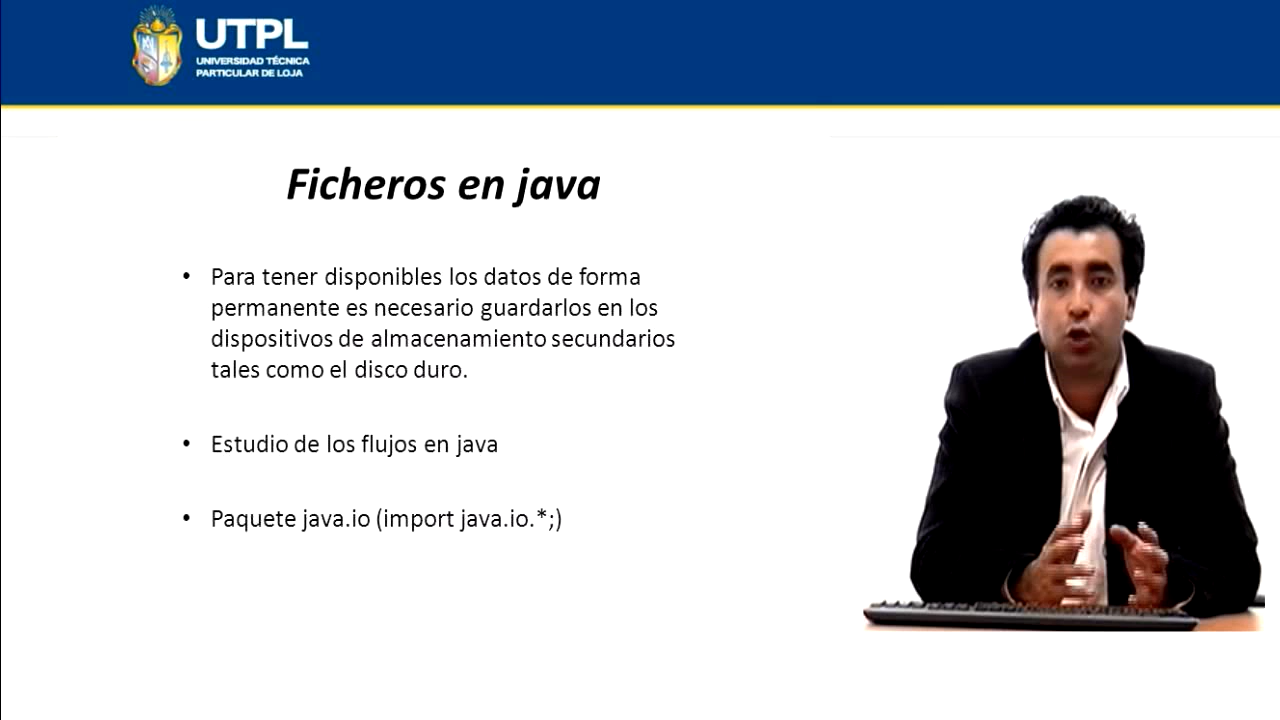 UTPL
UNIVERSIDAD TÉCNICA
PARTICULAR DE LOJA
Ficheros en java
• Para tener disponibles los datos de forma
permanente es necesario guardarlos en los
dispositivos de almacenamiento secundarios
tales como el disco duro.
• Estudio de los flujos en java
• Paquete java.io (import java.io.*;)